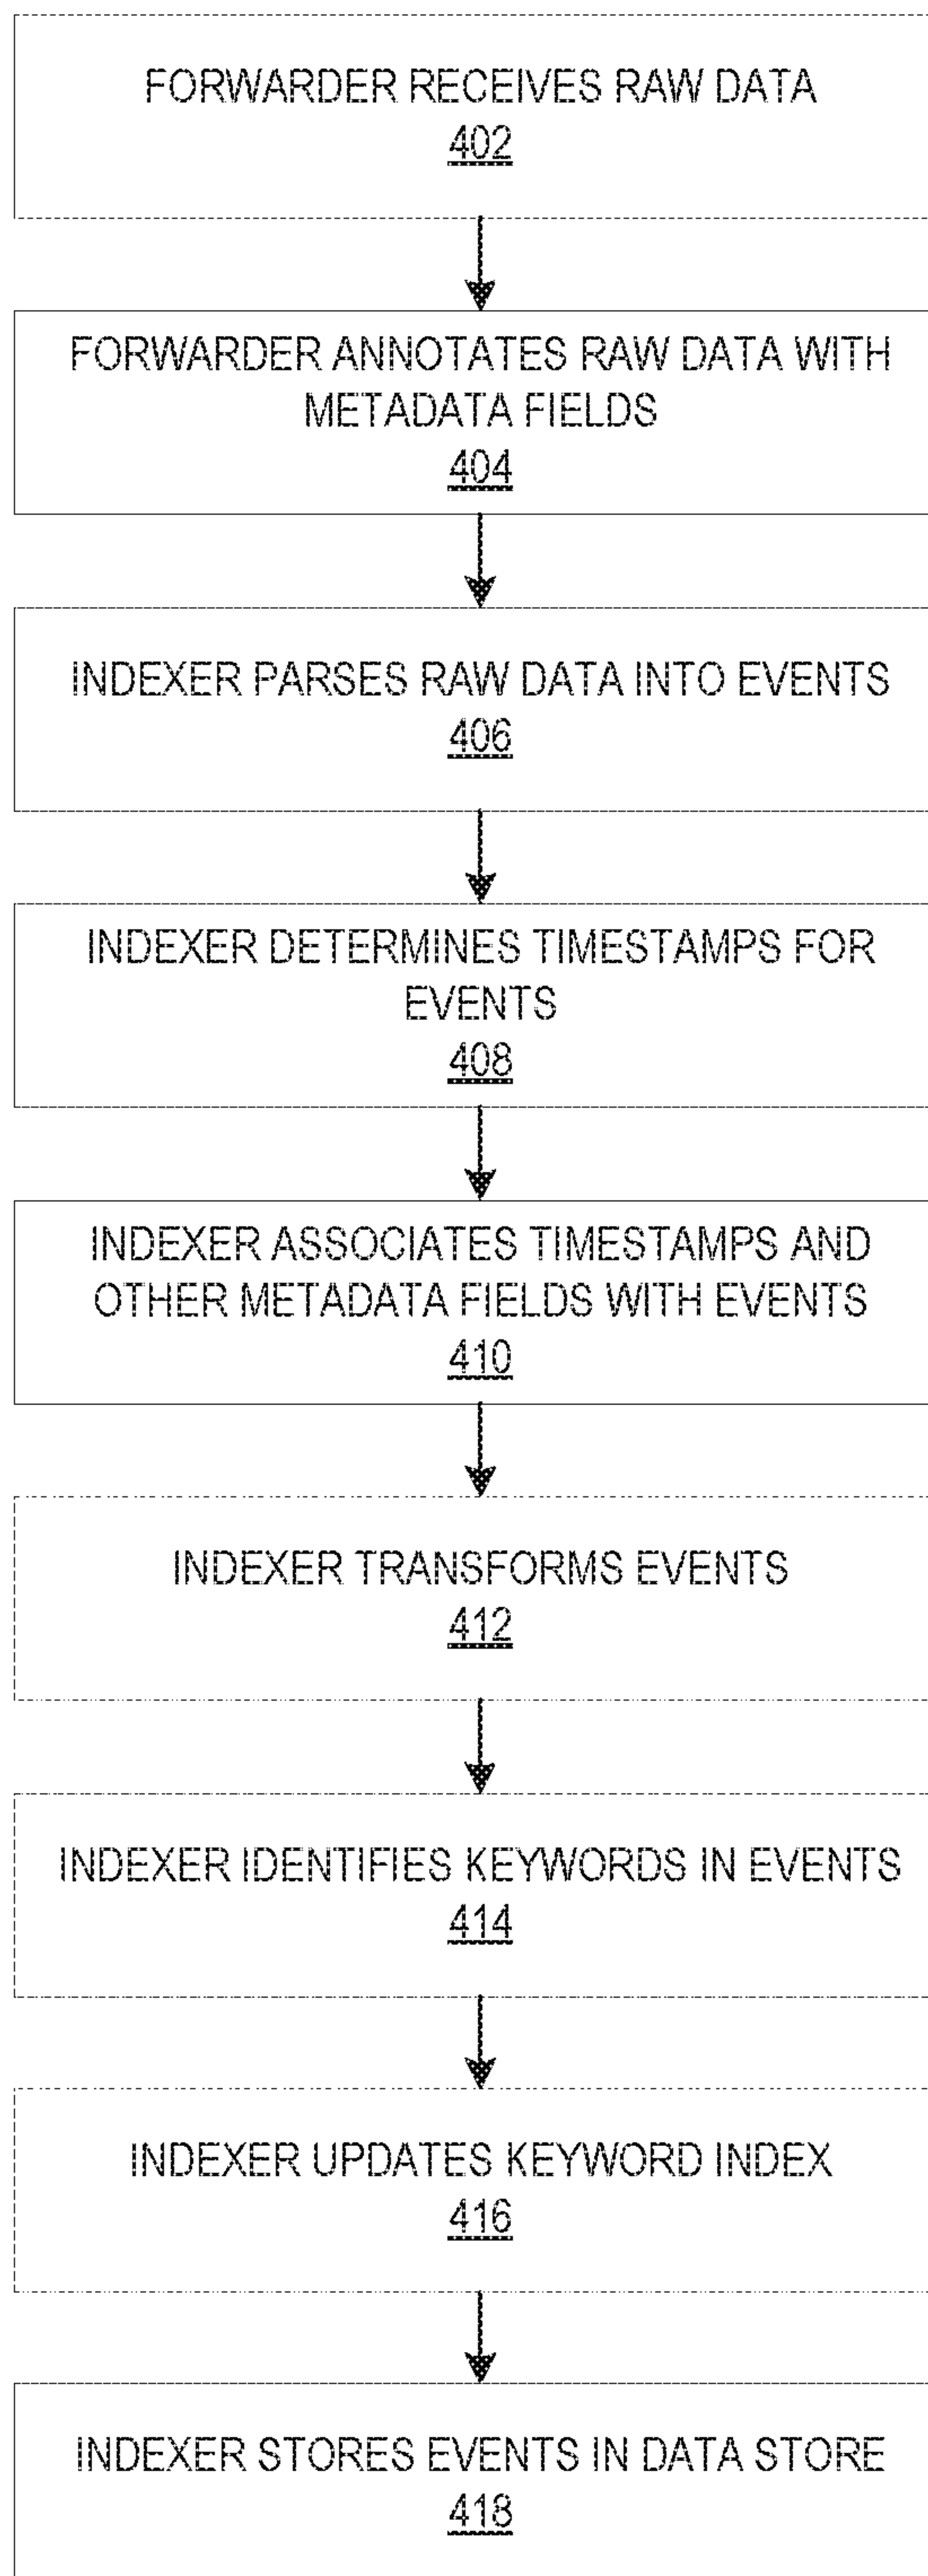 FORWARDER RECEIVES RAW DATA
402
FORWARDER ANNOTATES RAW DATA WITH
METADATA FIELDS
404
INDEXER PARSES RAW DATA INTO EVENTS
406
INDEXER DETERMINES TIMESTAMPS FOR
EVENTS
408
INDEXER ASSOCIATES TIMESTAMPS AND
OTHER METADATA FIELDS WITH EVENTS
410
INDEXER TRANSFORMS EVENTS
412
INDEXER IDENTIFIES KEYWORDS IN EVENTS
414
INDEXER UPDATES KEYWORD INDEX
416
INDEXER STORES EVENTS IN DATA STORE
418